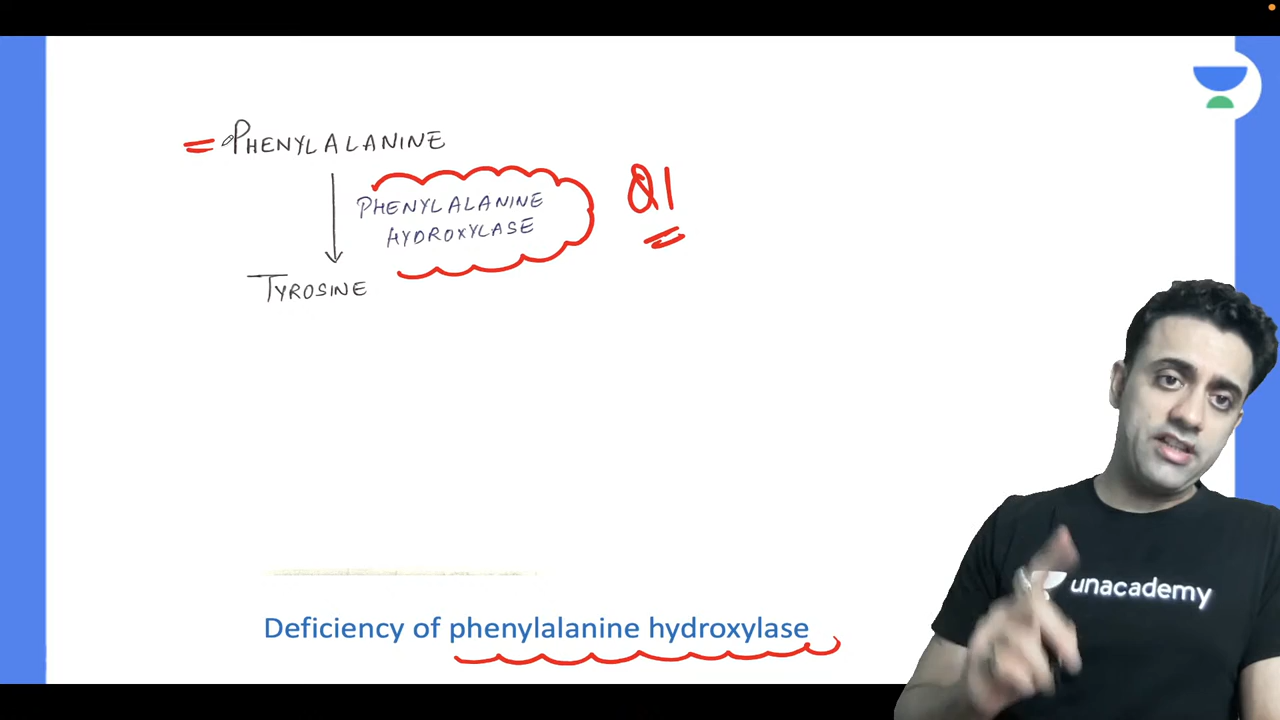 PHENYLALANINE
PHENYLALANINE
HYDROXYLASE
Q1
TYROSINE
unacademy
Deficiency of phenylalanine hydroxylase